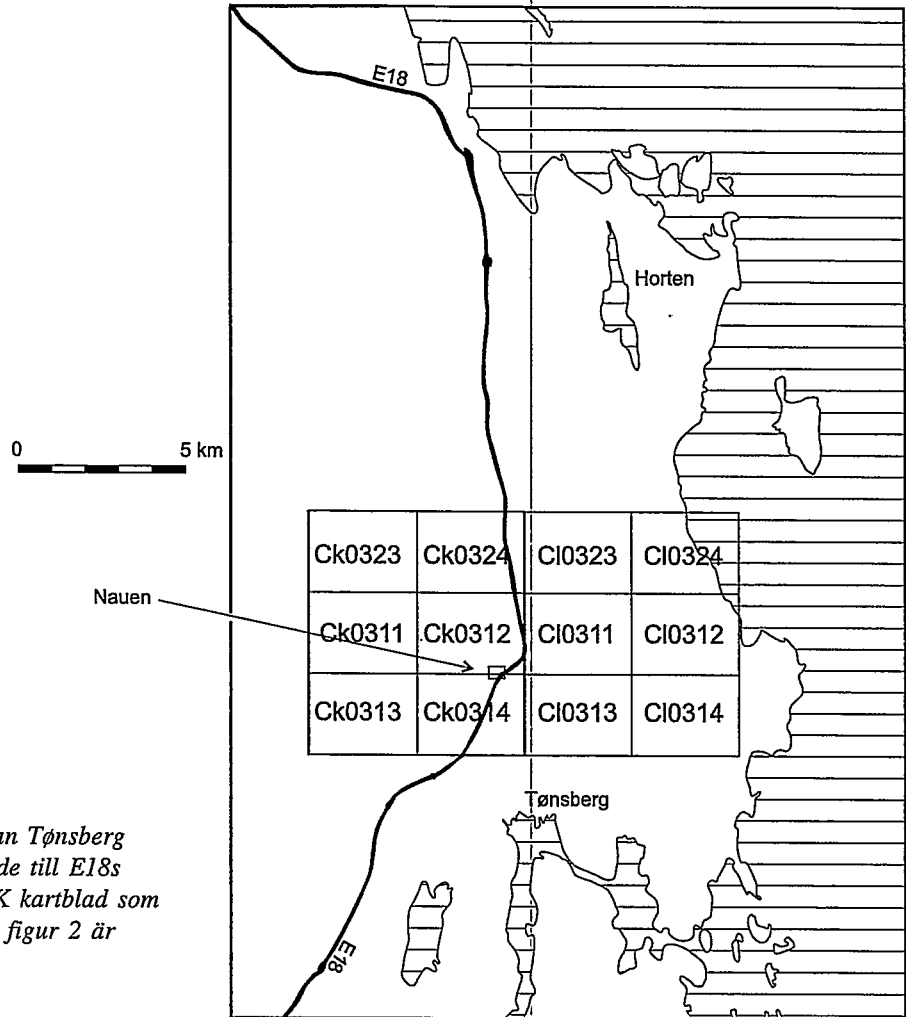 E18
Horten
0 5 km
Ck0323 Ck0324 Cl0323 Cl0324
Nauen
Ck0311 Ck0312 Cl0311 Cl0312
Ck0313 Ck0314 Cl0313 Cl0314
Tønsberg
an Tønsberg
de till E18s
K kartblad som
figur 2 är
E18